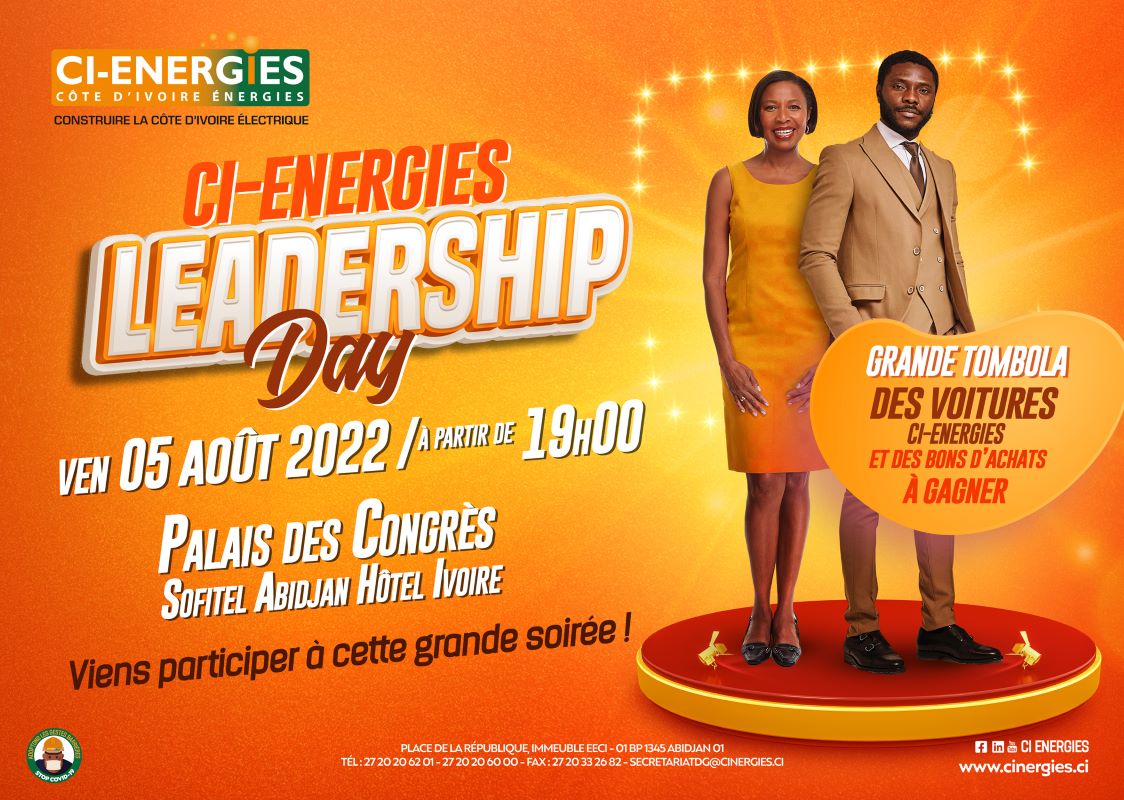 CI-ENERGiES
CÔTE D'IVOIRE ÉNERGIES
CONSTRUIRE LA CÔTE D'IVOIRE ÉLECTRIQUE
CI-ENERGIES
LEADERSHIP
Day
VEN 05 AOÛT 2022 / À PARTIR DE 19H00
PALAIS DES CONGRÈS
SOFITEL ABIDJAN HÔTEL IVOIRE
Viens participer à cette grande soirée !
GRANDE TOMBOLA
DES VOITURES
CI-ENERGIES
ET DES BONS D'ACHATS
À GAGNER
ADOPTONS LES GESTES BARRIÈRES
STOP COVID-19
PLACE DE LA RÉPUBLIQUE, IMMEUBLE EECI - 01 BP 1345 ABIDJAN 01
TÉL : 27 20 20 62 01 - 27 20 20 60 00 - FAX : 27 20 33 26 82 - SECRETARIATDG@CINERGIES.CI
CI ENERGIES
www.cinergies.ci